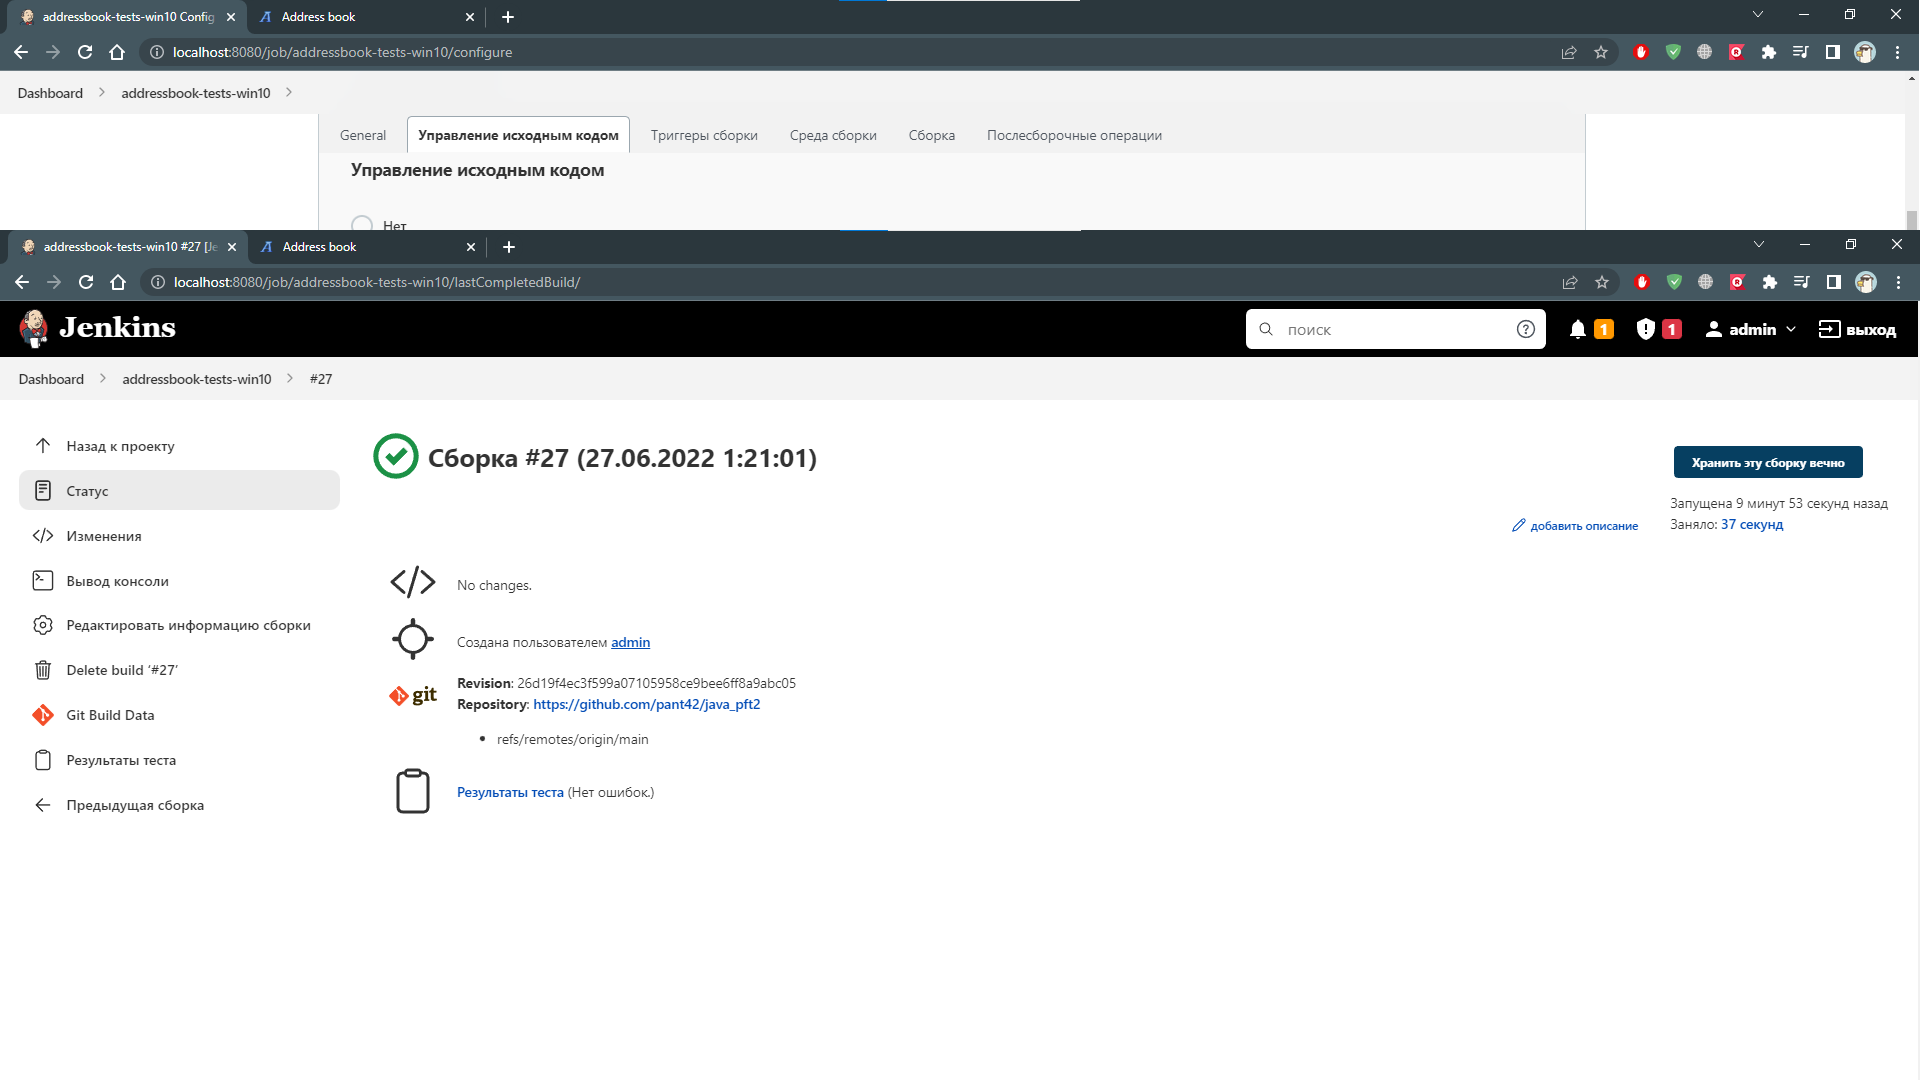 addressbook-tests-win10 Config
Address book
localhost:8080/job/addressbook-tests-win10/configure
Dashboard
addressbook-tests-win10
General
Управление исходным кодом
Триггеры сборки
Среда сборки
Сборка
Послесборочные операции
Управление исходным кодом
Нет
addressbook-tests-win10 #27 [Je
Address book
localhost:8080/job/addressbook-tests-win10/lastCompletedBuild/
Jenkins
поиск
1
1
admin
выход
Dashboard
addressbook-tests-win10
#27
Назад к проекту
Статус
Изменения
Вывод консоли
Редактировать информацию сборки
Delete build ‘#27’
Git Build Data
Результаты теста
Предыдущая сборка
Сборка #27 (27.06.2022 1:21:01)
Хранить эту сборку вечно
Запущена 9 минут 53 секунд назад
Заняло: 37 секунд
добавить описание
No changes.
Создана пользователем admin
git
Revision: 26d19f4ec3f599a07105958ce9bee6ff8a9abc05
Repository: https://github.com/pant42/java_pft2
refs/remotes/origin/main
Результаты теста (Нет ошибок.)